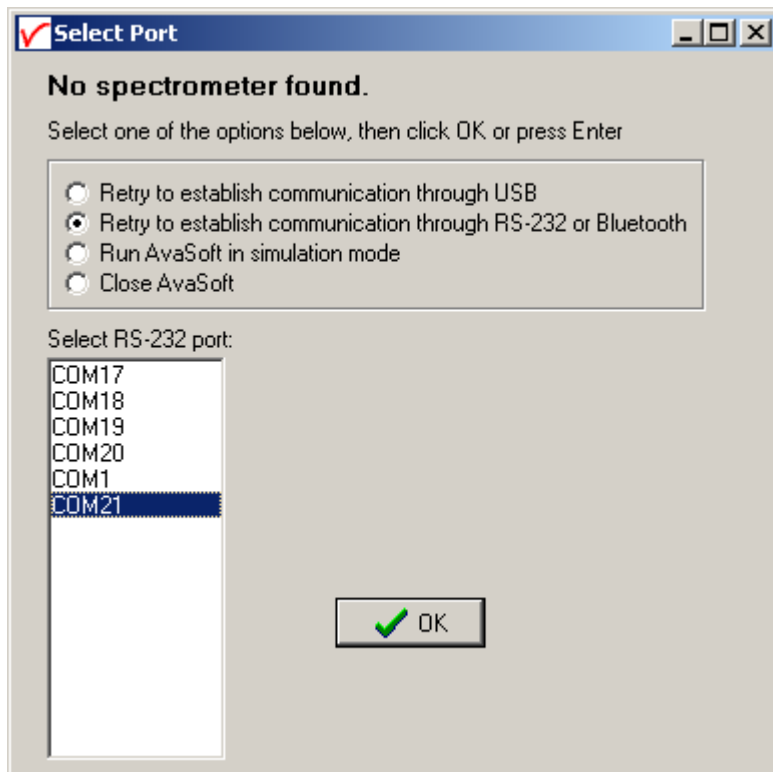 Select Port
No spectrometer found.
Select one of the options below, then click OK or press Enter
Retry to establish communication through USB
Retry to establish communication through RS-232 or Bluetooth
Run AvaSoft in simulation mode
Close AvaSoft
Select RS-232 port:
COM17
COM18
COM19
COM20
COM1
COM21
OK